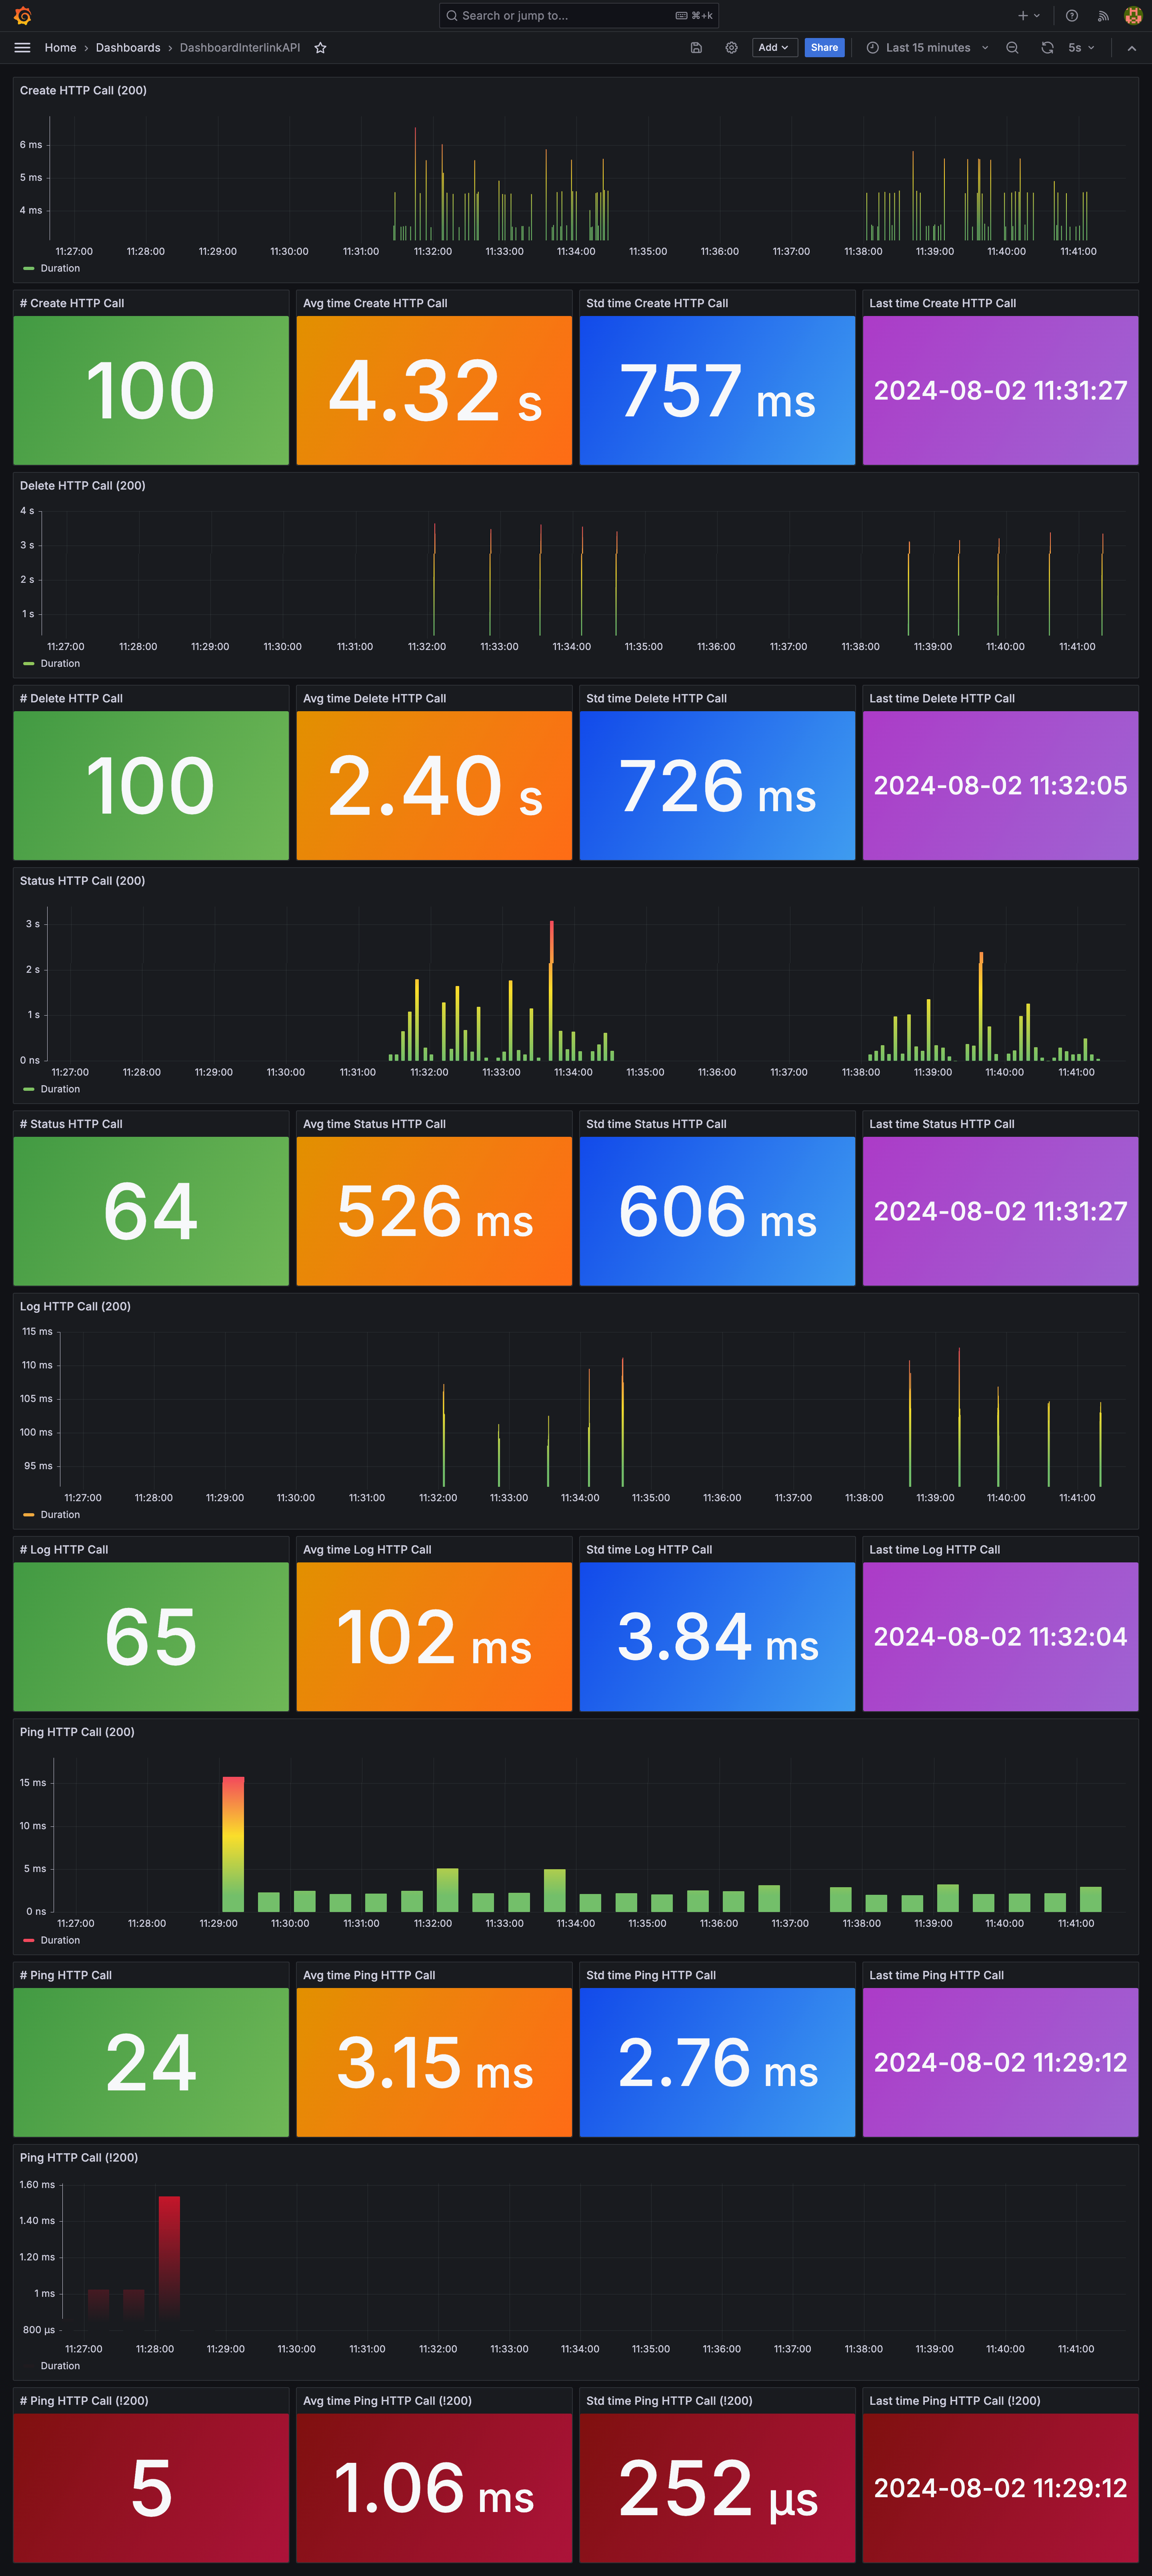 Search or jump to... ⌘+k
Home › Dashboards › DashboardInterlinkAPI Add Share Last 15 minutes 5s
Create HTTP Call (200)
6 ms
5 ms
4 ms
11:27:00 11:28:00 11:29:00 11:30:00 11:31:00 11:32:00 11:33:00 11:34:00 11:35:00 11:36:00 11:37:00 11:38:00 11:39:00 11:40:00 11:41:00
Duration
# Create HTTP Call Avg time Create HTTP Call Std time Create HTTP Call Last time Create HTTP Call
100 4.32 s 757 ms 2024-08-02 11:31:27
Delete HTTP Call (200)
4 s
3 s
2 s
1 s
11:27:00 11:28:00 11:29:00 11:30:00 11:31:00 11:32:00 11:33:00 11:34:00 11:35:00 11:36:00 11:37:00 11:38:00 11:39:00 11:40:00 11:41:00
Duration
# Delete HTTP Call Avg time Delete HTTP Call Std time Delete HTTP Call Last time Delete HTTP Call
100 2.40 s 726 ms 2024-08-02 11:32:05
Status HTTP Call (200)
3 s
2 s
1 s
0 ns
11:27:00 11:28:00 11:29:00 11:30:00 11:31:00 11:32:00 11:33:00 11:34:00 11:35:00 11:36:00 11:37:00 11:38:00 11:39:00 11:40:00 11:41:00
Duration
# Status HTTP Call Avg time Status HTTP Call Std time Status HTTP Call Last time Status HTTP Call
64 526 ms 606 ms 2024-08-02 11:31:27
Log HTTP Call (200)
115 ms
110 ms
105 ms
100 ms
95 ms
11:27:00 11:28:00 11:29:00 11:30:00 11:31:00 11:32:00 11:33:00 11:34:00 11:35:00 11:36:00 11:37:00 11:38:00 11:39:00 11:40:00 11:41:00
Duration
# Log HTTP Call Avg time Log HTTP Call Std time Log HTTP Call Last time Log HTTP Call
65 102 ms 3.84 ms 2024-08-02 11:32:04
Ping HTTP Call (200)
15 ms
10 ms
5 ms
0 ns
11:27:00 11:28:00 11:29:00 11:30:00 11:31:00 11:32:00 11:33:00 11:34:00 11:35:00 11:36:00 11:37:00 11:38:00 11:39:00 11:40:00 11:41:00
Duration
# Ping HTTP Call Avg time Ping HTTP Call Std time Ping HTTP Call Last time Ping HTTP Call
24 3.15 ms 2.76 ms 2024-08-02 11:29:12
Ping HTTP Call (!200)
1.60 ms
1.40 ms
1.20 ms
1 ms
800 µs
11:27:00 11:28:00 11:29:00 11:30:00 11:31:00 11:32:00 11:33:00 11:34:00 11:35:00 11:36:00 11:37:00 11:38:00 11:39:00 11:40:00 11:41:00
Duration
# Ping HTTP Call (!200) Avg time Ping HTTP Call (!200) Std time Ping HTTP Call (!200) Last time Ping HTTP Call (!200)
5 1.06 ms 252 µs 2024-08-02 11:29:12